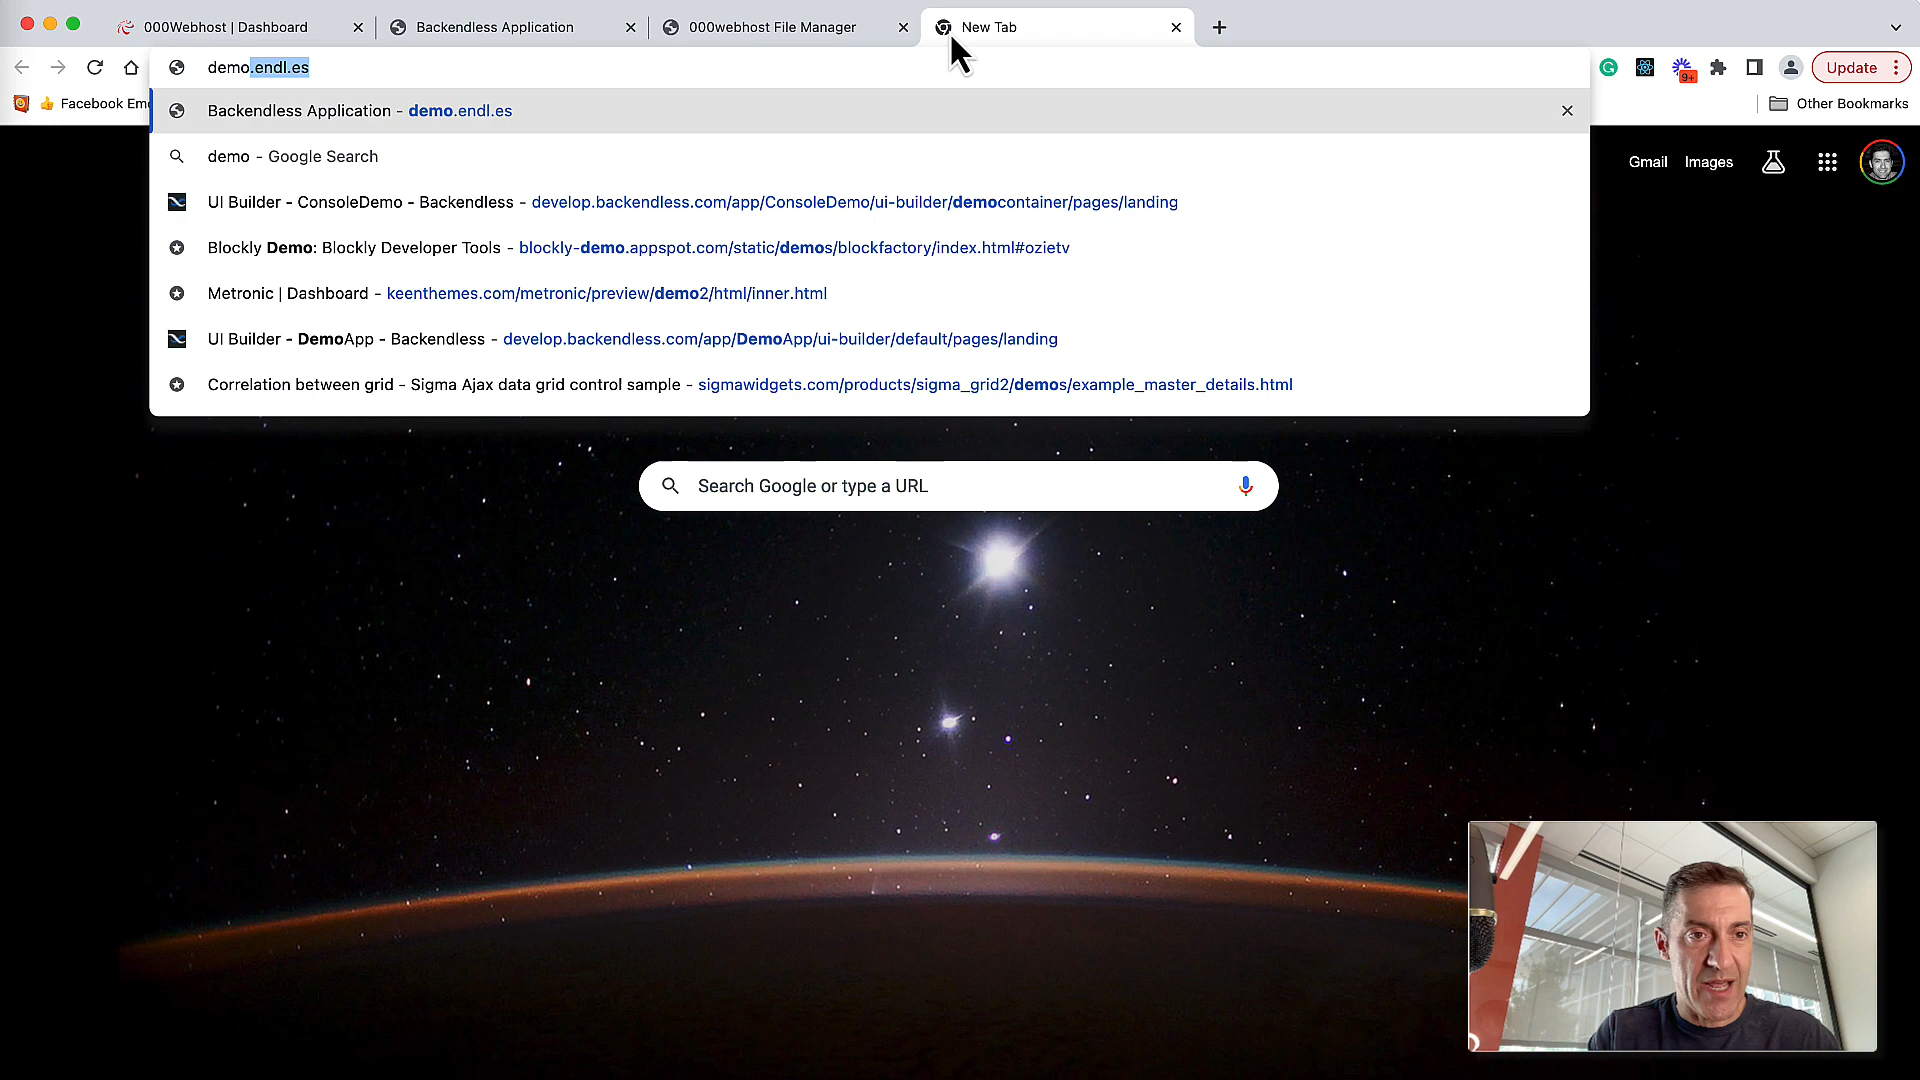 000Webhost | Dashboard
Backendless Application
000webhost File Manager
New Tab
demo.endl.es
9+
Update
👍 Facebook Em
Other Bookmarks
Backendless Application - demo.endl.es
demo - Google Search
UI Builder - ConsoleDemo - Backendless - develop.backendless.com/app/ConsoleDemo/ui-builder/democontainer/pages/landing
Blockly Demo: Blockly Developer Tools - blockly-demo.appspot.com/static/demos/blockfactory/index.html#ozietv
Metronic | Dashboard - keenthemes.com/metronic/preview/demo2/html/inner.html
UI Builder - DemoApp - Backendless - develop.backendless.com/app/DemoApp/ui-builder/default/pages/landing
Correlation between grid - Sigma Ajax data grid control sample - sigmawidgets.com/products/sigma_grid2/demos/example_master_details.html
Gmail Images
Search Google or type a URL